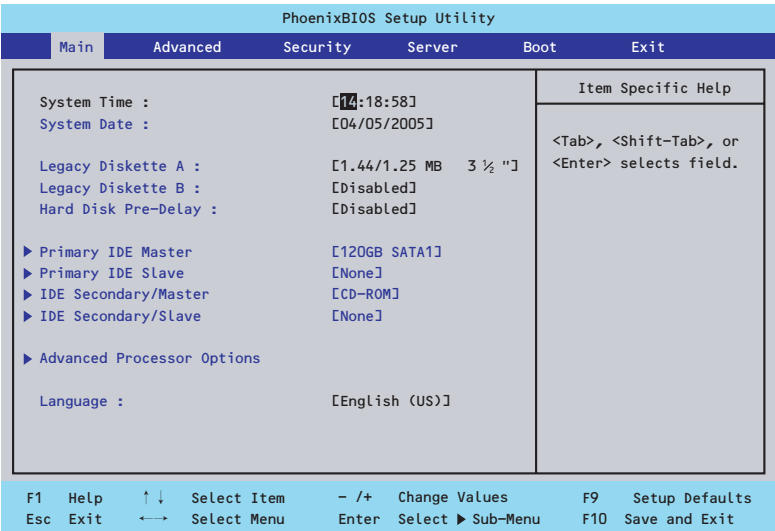 PhoenixBIOS Setup Utility
Main Advanced Security Server Boot Exit
System Time : [14:18:58]
System Date : [04/05/2005]
Legacy Diskette A : [1.44/1.25 MB 3 ½ "]
Legacy Diskette B : [Disabled]
Hard Disk Pre-Delay : [Disabled]
▶ Primary IDE Master [120GB SATA1]
▶ Primary IDE Slave [None]
▶ IDE Secondary/Master [CD-ROM]
▶ IDE Secondary/Slave [None]
▶ Advanced Processor Options
Language : [English (US)]
Item Specific Help
<Tab>, <Shift-Tab>, or
<Enter> selects field.
F1 Help ↑↓ Select Item - /+ Change Values F9 Setup Defaults
Esc Exit ←→ Select Menu Enter Select ▶ Sub-Menu F10 Save and Exit